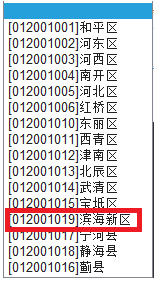 [012001001]和平区
[012001002]河东区
[012001003]河西区
[012001004]南开区
[012001005]河北区
[012001006]红桥区
[012001010]东丽区
[012001011]西青区
[012001012]津南区
[012001013]北辰区
[012001014]武清区
[012001015]宝坻区
[012001019]滨海新区
[012001017]宁河县
[012001018]静海县
[012001016]蓟县